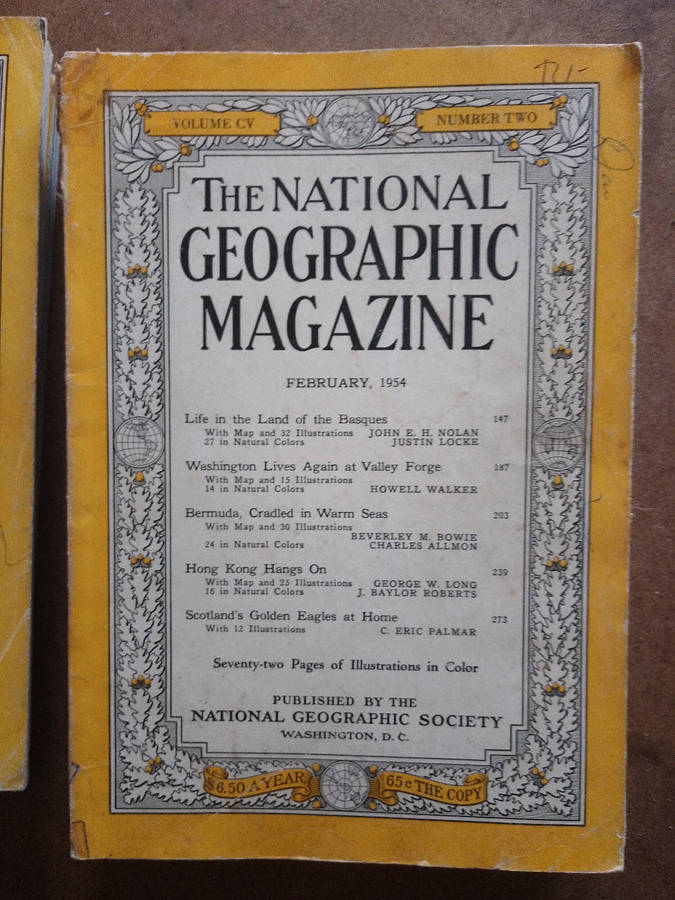 VOLUME CV NUMBER TWO
THE NATIONAL
GEOGRAPHIC
MAGAZINE
FEBRUARY, 1954
Life in the Land of the Basques 147
With Map and 32 Illustrations JOHN E. H. NOLAN
27 in Natural Colors JUSTIN LOCKE
Washington Lives Again at Valley Forge 187
With Map and 15 Illustrations
14 in Natural Colors HOWELL WALKER
Bermuda, Cradled in Warm Seas 203
With Map and 30 Illustrations
BEVERLEY M. BOWIE
24 in Natural Colors CHARLES ALLMON
Hong Kong Hangs On 239
With Map and 25 Illustrations GEORGE W. LONG
16 in Natural Colors J. BAYLOR ROBERTS
Scotland's Golden Eagles at Home 273
With 12 Illustrations C. ERIC PALMAR
Seventy-two Pages of Illustrations in Color
PUBLISHED BY THE
NATIONAL GEOGRAPHIC SOCIETY
WASHINGTON, D. C.
$6.50 A YEAR 65c THE COPY